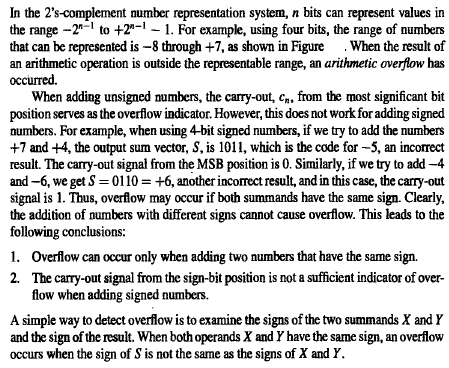 In the 2's-complement number representation system, n bits can represent values in
the range −2ⁿ⁻¹ to +2ⁿ⁻¹ − 1. For example, using four bits, the range of numbers
that can be represented is −8 through +7, as shown in Figure . When the result of
an arithmetic operation is outside the representable range, an arithmetic overflow has
occurred.
When adding unsigned numbers, the carry-out, cₙ, from the most significant bit
position serves as the overflow indicator. However, this does not work for adding signed
numbers. For example, when using 4-bit signed numbers, if we try to add the numbers
+7 and +4, the output sum vector, S, is 1011, which is the code for −5, an incorrect
result. The carry-out signal from the MSB position is 0. Similarly, if we try to add −4
and −6, we get S = 0110 = +6, another incorrect result, and in this case, the carry-out
signal is 1. Thus, overflow may occur if both summands have the same sign. Clearly,
the addition of numbers with different signs cannot cause overflow. This leads to the
following conclusions:
1. Overflow can occur only when adding two numbers that have the same sign.
2. The carry-out signal from the sign-bit position is not a sufficient indicator of over-
flow when adding signed numbers.
A simple way to detect overflow is to examine the signs of the two summands X and Y
and the sign of the result. When both operands X and Y have the same sign, an overflow
occurs when the sign of S is not the same as the signs of X and Y.